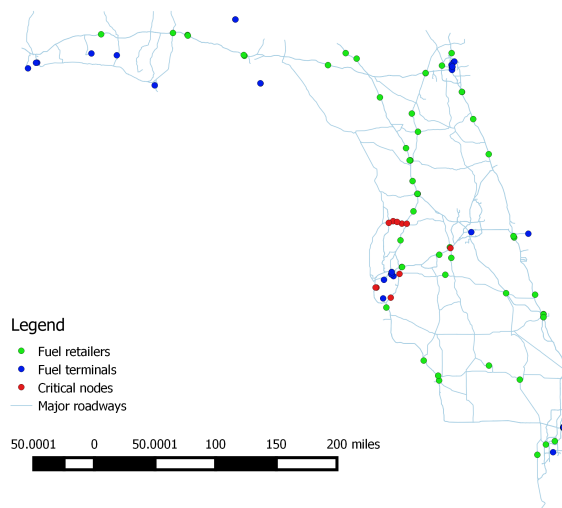 Legend
Fuel retailers
Fuel terminals
Critical nodes
Major roadways
50.0001 0 50.0001 100 150 200 miles